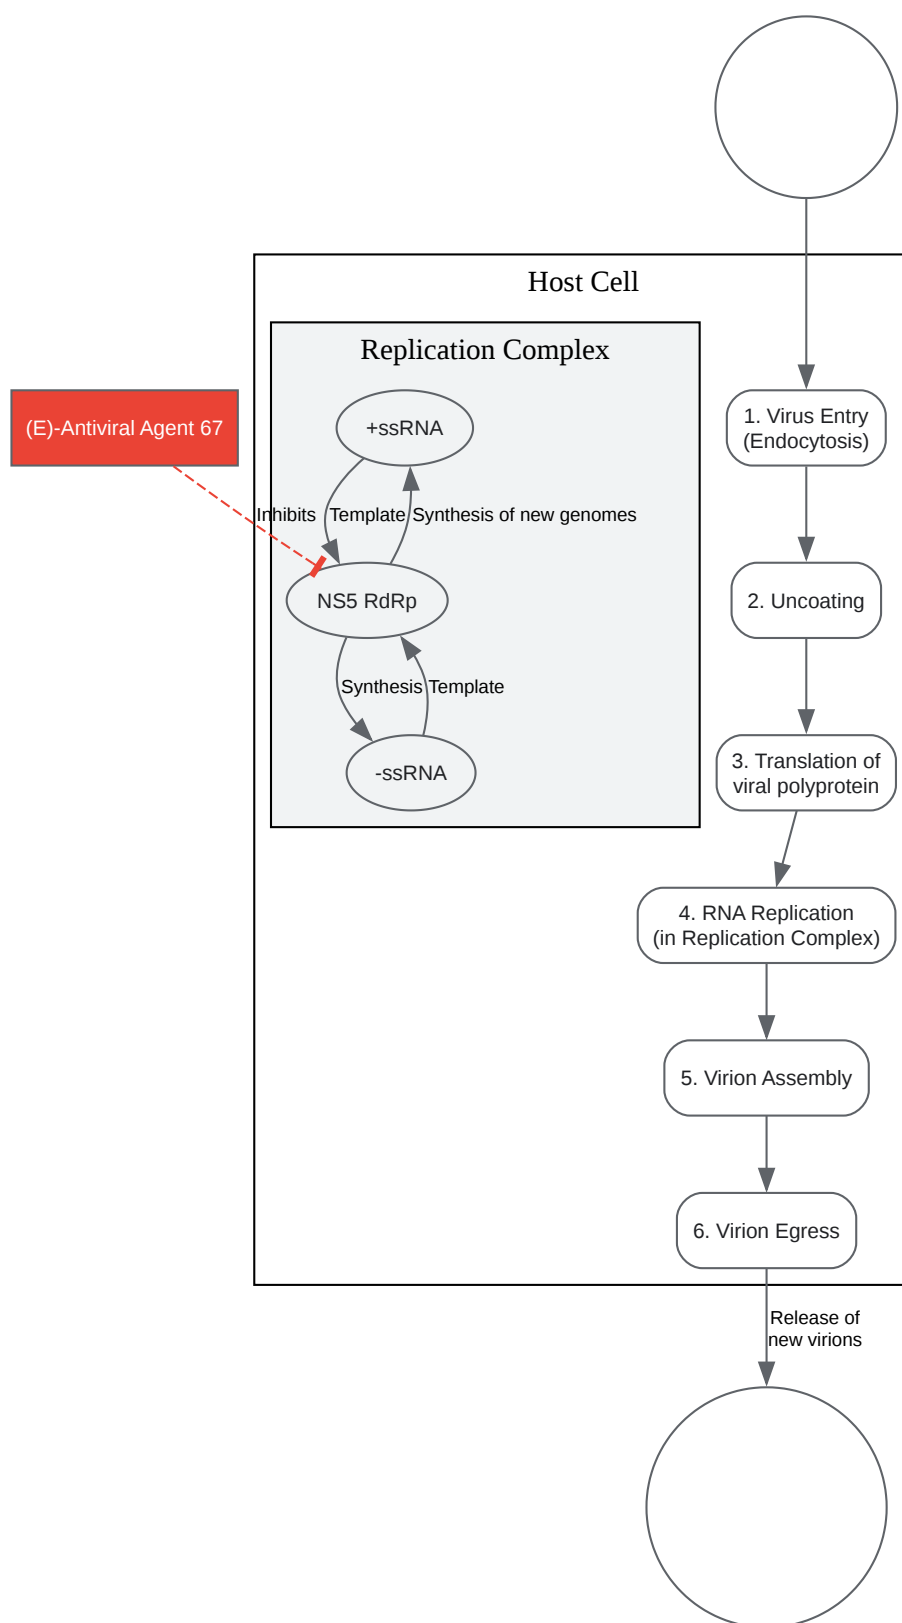 Host Cell
Replication Complex
(E)-Antiviral Agent 67
+ssRNA
1. Virus Entry
(Endocytosis)
Inhibits
Template
Synthesis of new genomes
NS5 RdRp
2. Uncoating
Synthesis
Template
-ssRNA
3. Translation of
viral polyprotein
4. RNA Replication
(in Replication Complex)
5. Virion Assembly
6. Virion Egress
Release of
new virions